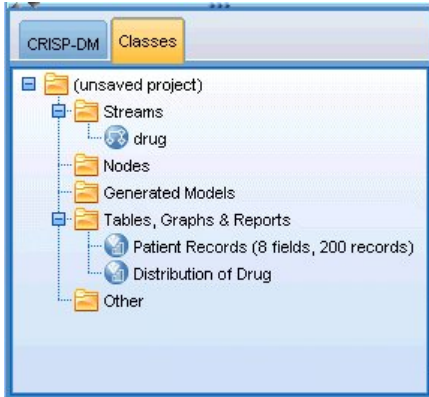 CRISP-DM Classes
(unsaved project)
Streams
drug
Nodes
Generated Models
Tables, Graphs & Reports
Patient Records (8 fields, 200 records)
Distribution of Drug
Other